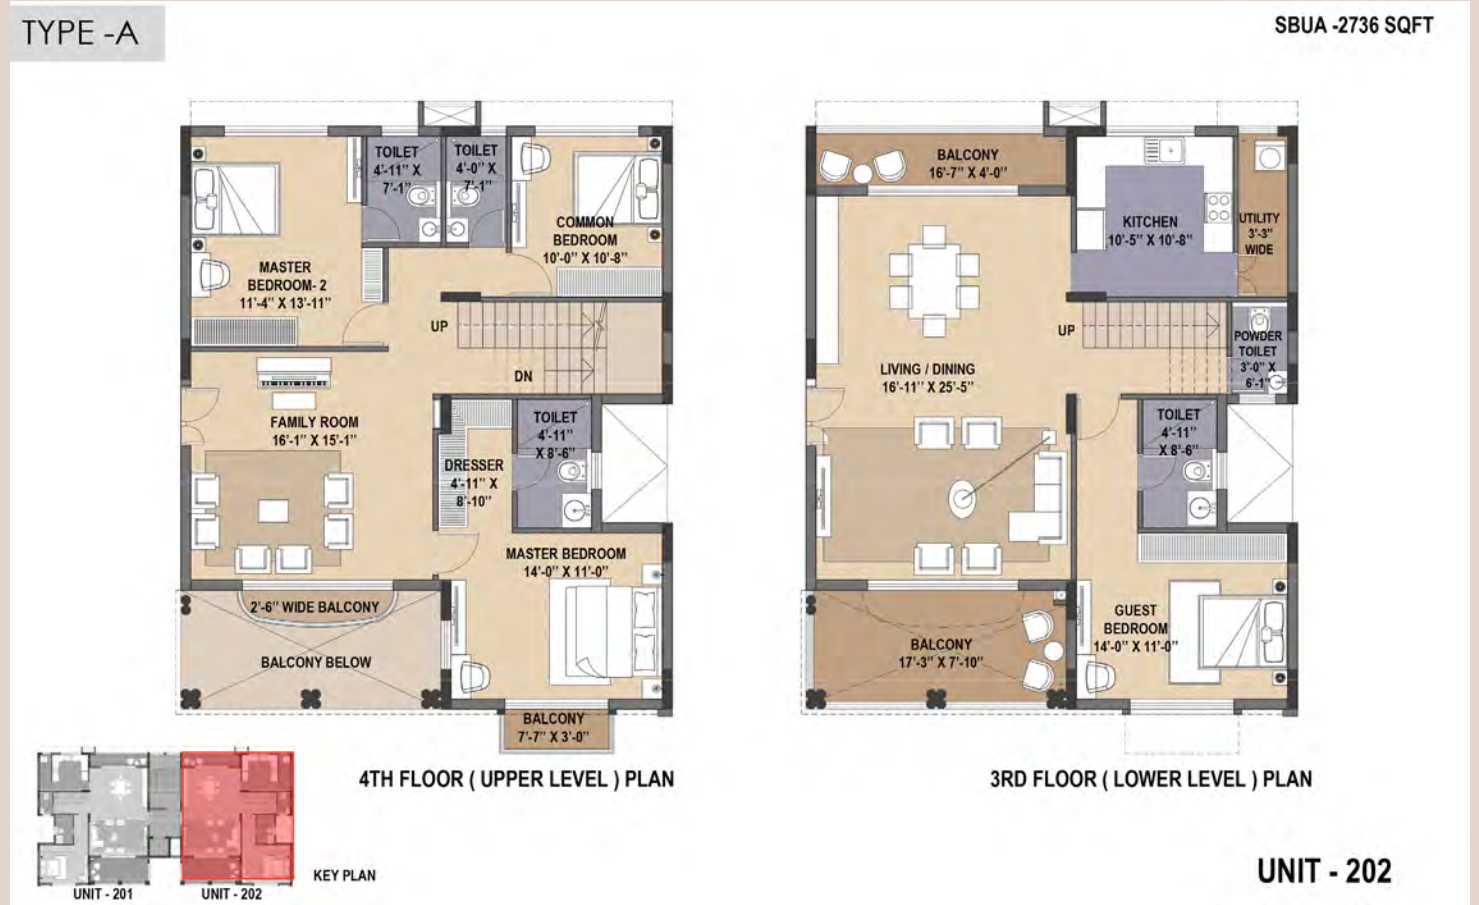 TYPE -A
SBUA -2736 SQFT
TOILET
4'-11" X
7'-1"
TOILET
4'-0" X
7'-1"
COMMON
BEDROOM
10'-0" X 10'-8"
MASTER
BEDROOM- 2
11'-4" X 13'-11"
UP
DN
FAMILY ROOM
16'-1" X 15'-1"
DRESSER
4'-11" X
8'-10"
TOILET
4'-11"
X 8'-6"
MASTER BEDROOM
14'-0" X 11'-0"
2'-6" WIDE BALCONY
BALCONY BELOW
BALCONY
7'-7" X 3'-0"
4TH FLOOR ( UPPER LEVEL ) PLAN
BALCONY
16'-7" X 4'-0"
KITCHEN
10'-5" X 10'-8"
UTILITY
3'-3"
WIDE
UP
POWDER
TOILET
3'-0" X
6'-1"
LIVING / DINING
16'-11" X 25'-5"
TOILET
4'-11"
X 8'-6"
GUEST
BEDROOM
14'-0" X 11'-0"
BALCONY
17'-3" X 7'-10"
3RD FLOOR ( LOWER LEVEL ) PLAN
UNIT - 201
UNIT - 202
KEY PLAN
UNIT - 202